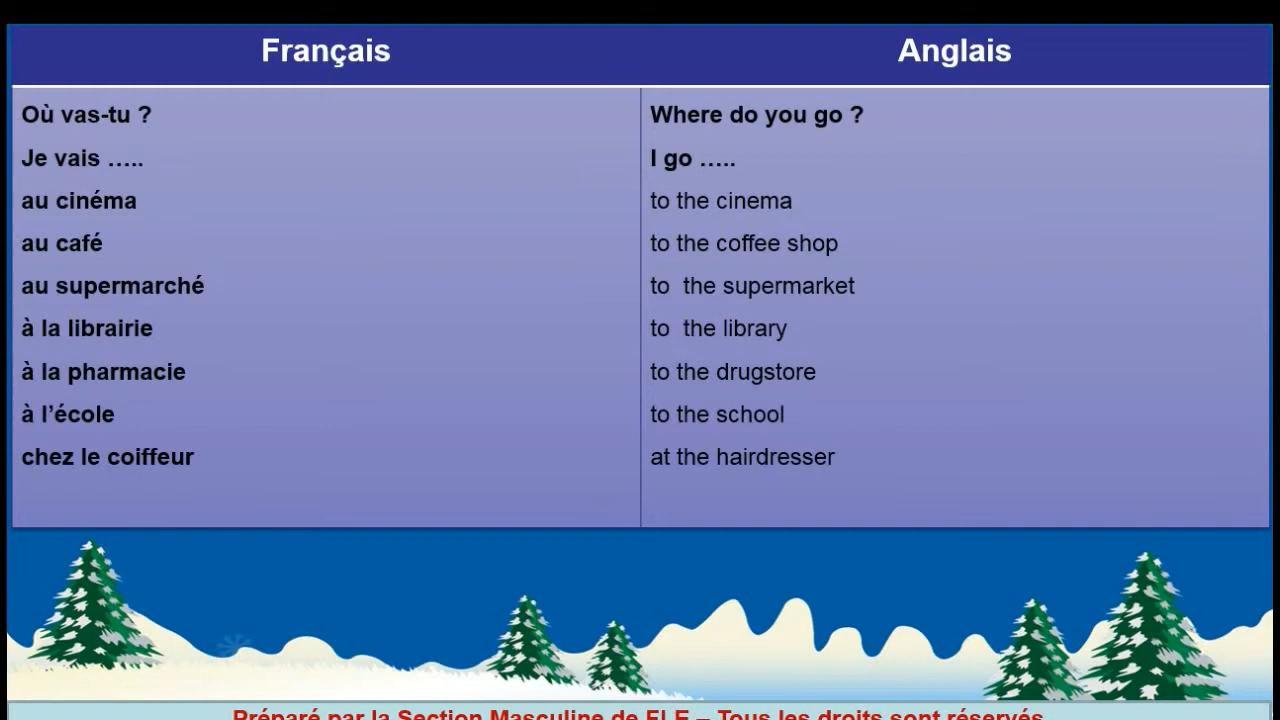 Français Anglais
Où vas-tu ? Where do you go ?
Je vais ….. I go …..
au cinéma to the cinema
au café to the coffee shop
au supermarché to  the supermarket
à la librairie to  the library
à la pharmacie to the drugstore
à l’école to the school
chez le coiffeur at the hairdresser
Préparé par la Section Masculine de FLE – Tous les droits sont réservés